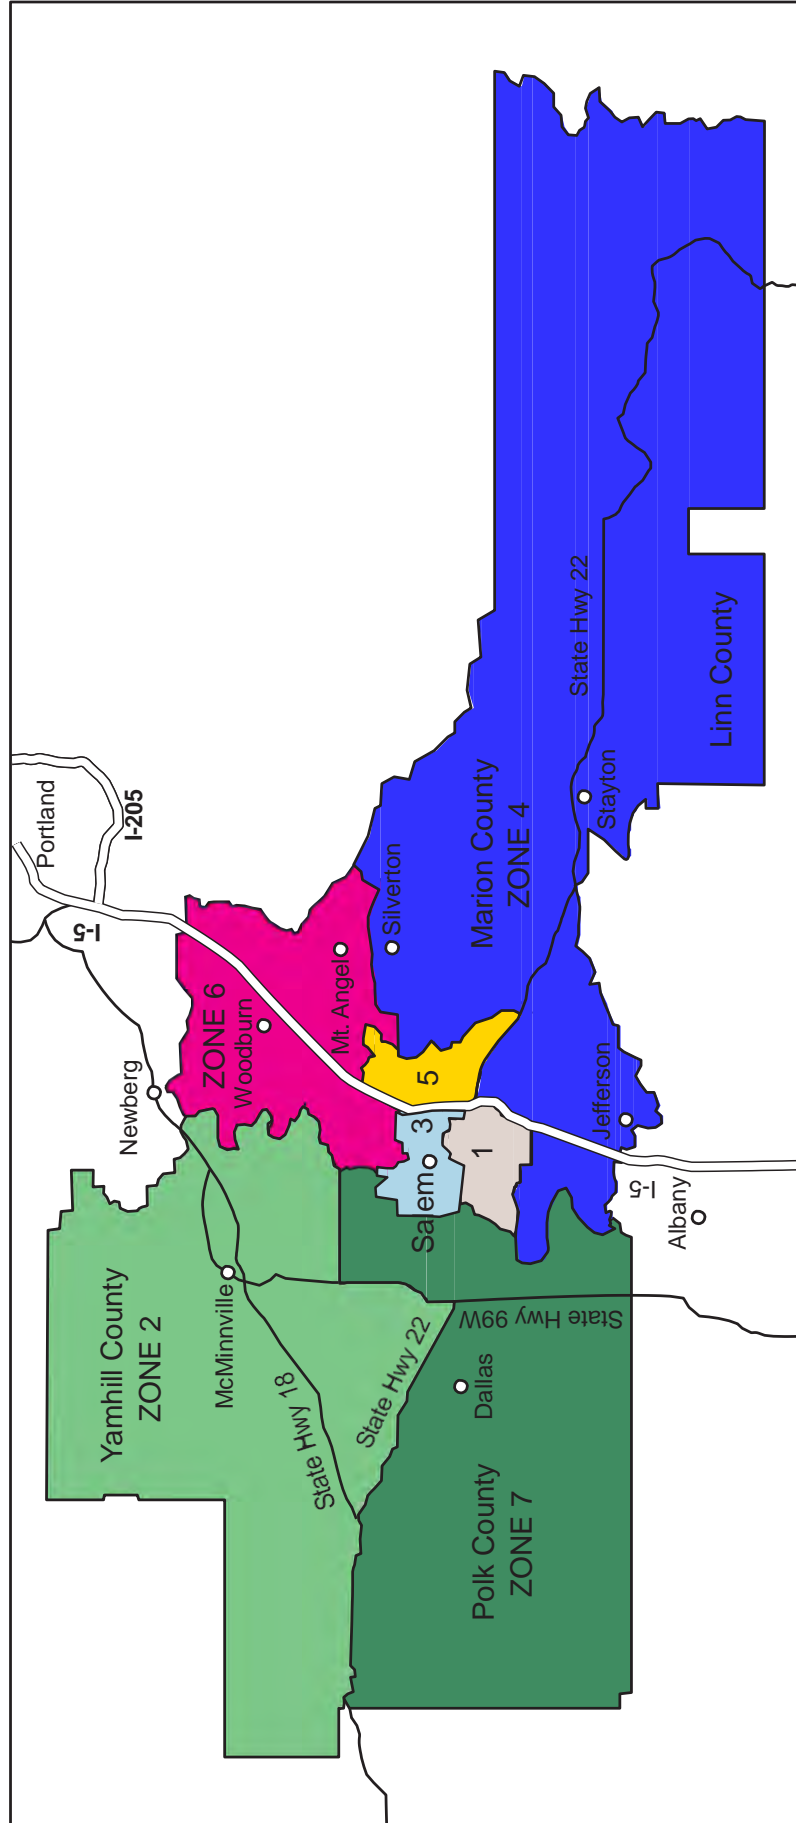 Portland
I-205
I-5
Newberg
ZONE 6
Woodburn
Mt. Angel
Silverton
Yamhill County
ZONE 2
McMinnville
State Hwy 18
State Hwy 22
3
Salem
5
1
Marion County
ZONE 4
State Hwy 22
Stayton
Linn County
Jefferson
I-5
Albany
State Hwy 99W
Dallas
Polk County
ZONE 7